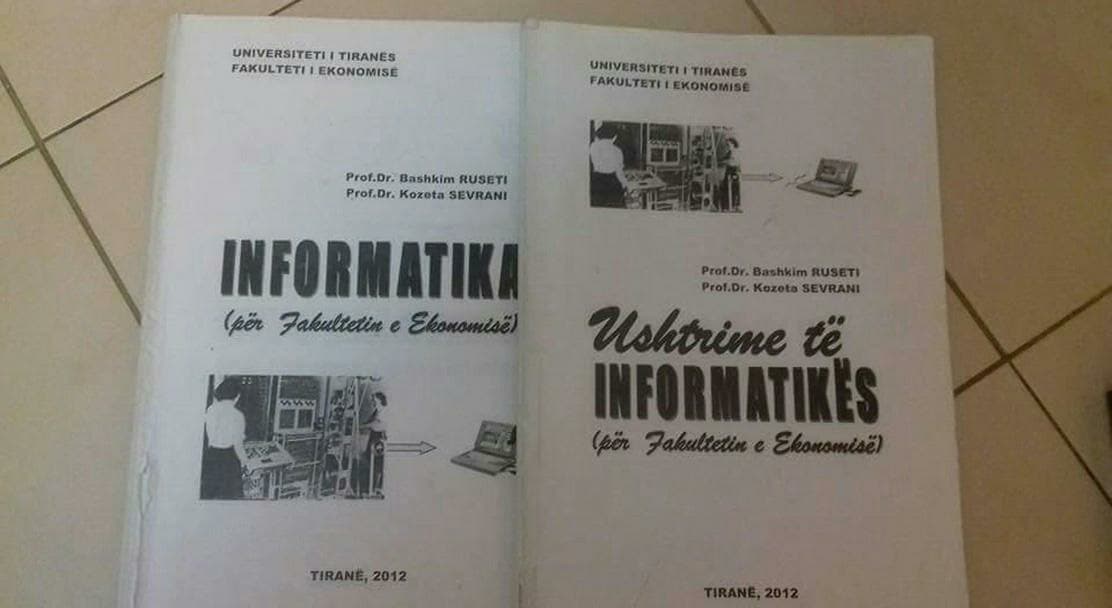 UNIVERSITETI I TIRANËS
FAKULTETI I EKONOMISË
Prof.Dr. Bashkim RUSETI
Prof.Dr. Kozeta SEVRANI
INFORMATIKA
(për Fakultetin e Ekonomisë)
TIRANË, 2012
UNIVERSITETI I TIRANËS
FAKULTETI I EKONOMISË
Prof.Dr. Bashkim RUSETI
Prof.Dr. Kozeta SEVRANI
Ushtrime të
INFORMATIKËS
(për Fakultetin e Ekonomisë)
TIRANË, 2012